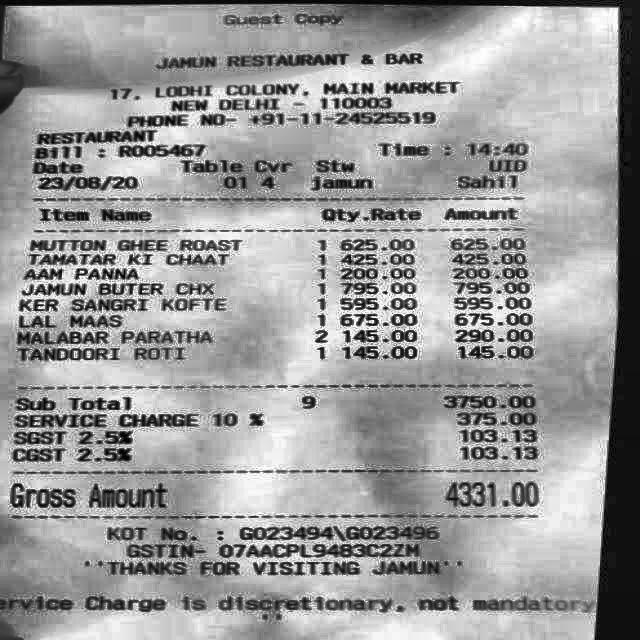 Guest Copy
JAMUN RESTAURANT & BAR
17, LODHI COLONY, MAIN MARKET
NEW DELHI - 110003
PHONE NO- +91-11-24525519
RESTAURANT
Bill : R005467 Time : 14:40
Date Table Cvr Stw UID
23/08/20 01 4 jamun Sahil
Item Name Qty.Rate Amount
MUTTON GHEE ROAST 1 625.00 625.00
TAMATAR KI CHAAT 1 425.00 425.00
AAM PANNA 1 200.00 200.00
JAMUN BUTER CHX 1 795.00 795.00
KER SANGRI KOFTE 1 595.00 595.00
LAL MAAS 1 675.00 675.00
MALABAR PARATHA 2 145.00 290.00
TANDOORI ROTI 1 145.00 145.00
Sub Total 9 3750.00
SERVICE CHARGE 10 % 375.00
SGST 2.5% 103.13
CGST 2.5% 103.13
Gross Amount 4331.00
KOT No. : G023494\G023496
GSTIN- 07AACPL9483C2ZM
''THANKS FOR VISITING JAMUN''
ervice Charge is discretionary, not mandatory
''